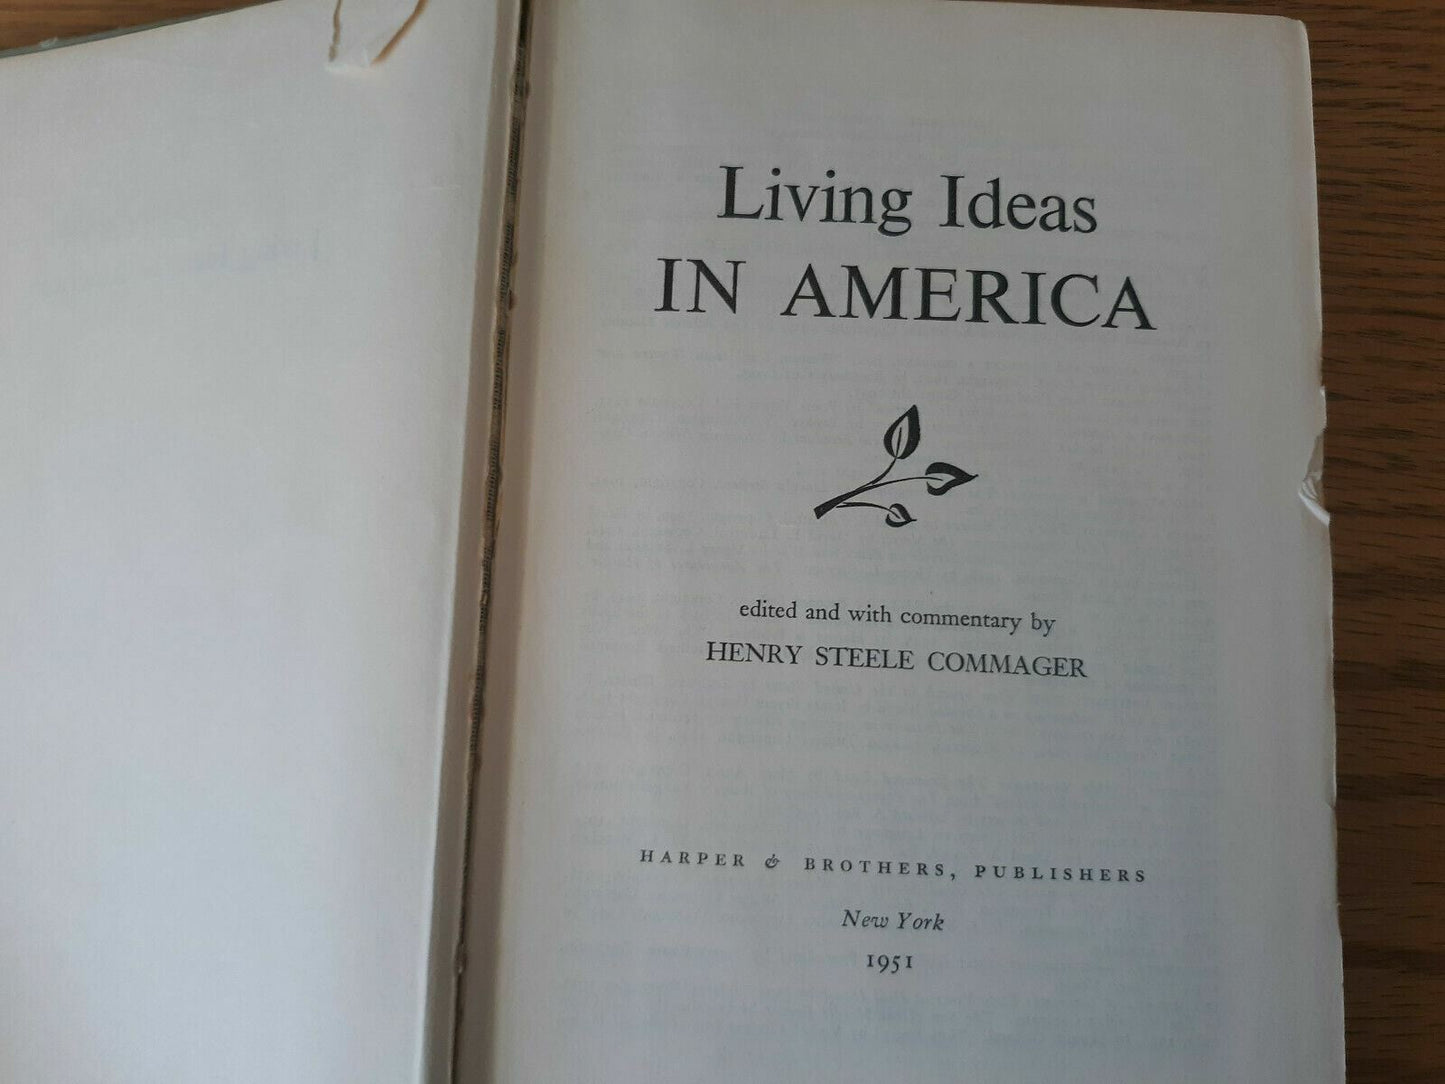 Living Ideas
IN AMERICA
edited and with commentary by
HENRY STEELE COMMAGER
HARPER & BROTHERS, PUBLISHERS
New York
1951